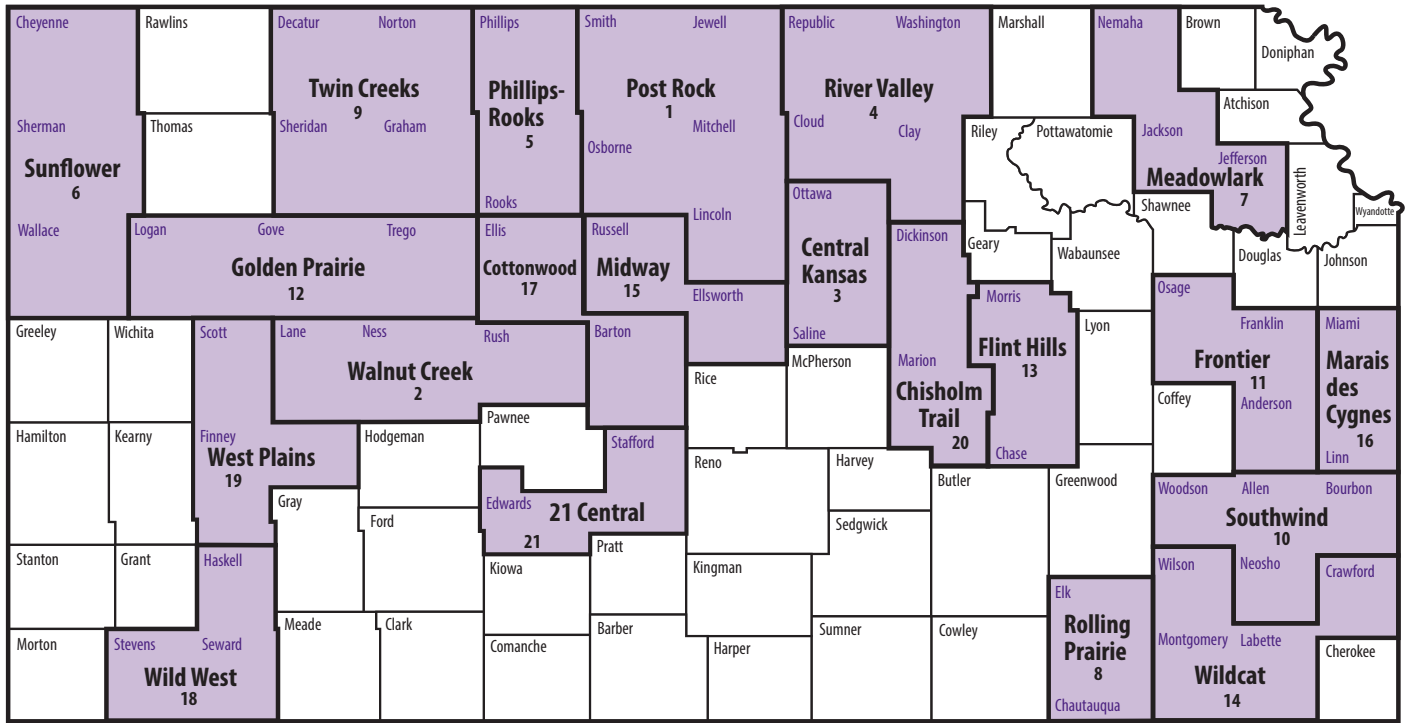 Cheyenne
Rawlins
Decatur
Norton
Phillips
Smith
Jewell
Republic
Washington
Marshall
Nemaha
Brown
Doniphan
Twin Creeks
9
Phillips-
Rooks
5
Post Rock
1
River Valley
4
Atchison
Sherman
Thomas
Sheridan
Graham
Mitchell
Osborne
Cloud
Clay
Riley
Pottawatomie
Jackson
Jefferson
Sunflower
6
Meadowlark
7
Leavenworth
Wyandotte
Rooks
Lincoln
Ottawa
Shawnee
Wallace
Logan
Gove
Trego
Ellis
Russell
Dickinson
Geary
Wabaunsee
Douglas
Johnson
Golden Prairie
12
Cottonwood
17
Midway
15
Central
Kansas
3
Ellsworth
Morris
Osage
Greeley
Wichita
Scott
Lane
Ness
Rush
Barton
Saline
Lyon
Franklin
Miami
Walnut Creek
2
McPherson
Marion
Flint Hills
13
Frontier
11
Marais
des
Cygnes
16
Rice
Chisholm
Trail
20
Coffey
Anderson
Pawnee
Hamilton
Kearny
Finney
Hodgeman
Stafford
West Plains
19
Reno
Harvey
Chase
Linn
Butler
Greenwood
Woodson
Allen
Bourbon
Gray
Edwards
21 Central
21
Ford
Sedgwick
Southwind
10
Stanton
Grant
Haskell
Kiowa
Pratt
Kingman
Wilson
Neosho
Crawford
Elk
Morton
Stevens
Seward
Meade
Clark
Comanche
Barber
Harper
Sumner
Cowley
Rolling
Prairie
8
Montgomery
Labette
Cherokee
Wild West
18
Wildcat
14
Chautauqua